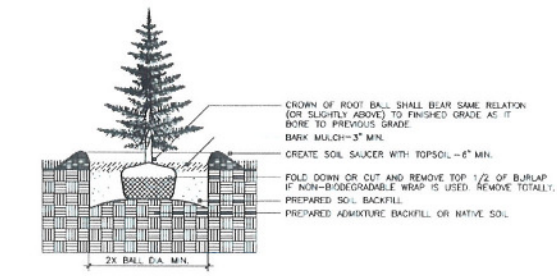 CROWN OF ROOT BALL SHALL BEAR SAME RELATION
(OR SLIGHTLY ABOVE) TO FINISHED GRADE AS IT
BORE TO PREVIOUS GRADE.
BARK MULCH-3" MIN.
CREATE SOIL SAUCER WITH TOPSOIL-6" MIN.
FOLD DOWN OR CUT AND REMOVE TOP 1/2 OF BURLAP.
IF NON-BIODEGRADABLE WRAP IS USED, REMOVE TOTALLY.
PREPARED SOIL BACKFILL
PREPARED ADMIXTURE BACKFILL OR NATIVE SOIL
2X BALL DIA. MIN.